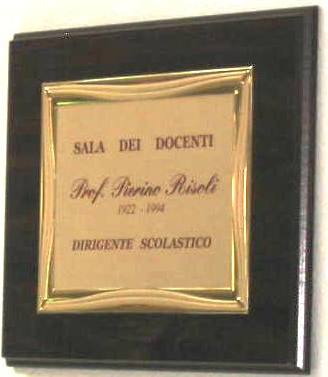 SALA DEI DOCENTI
Prof. Pierino Risoli
1922 - 1994
DIRIGENTE SCOLASTICO